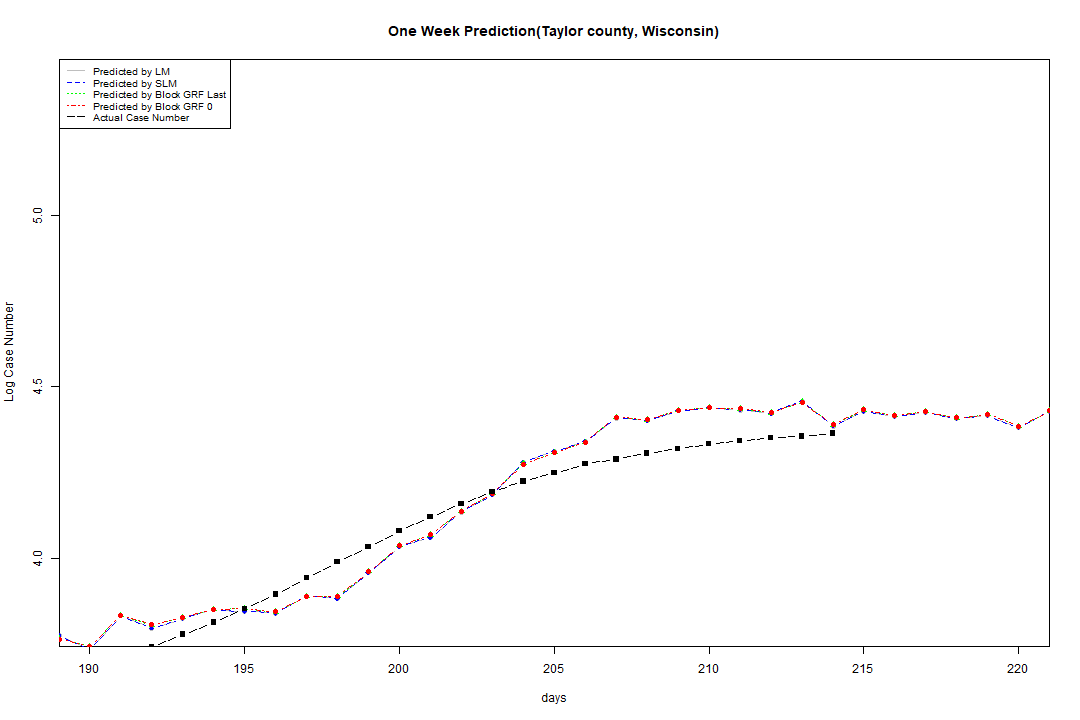 One Week Prediction(Taylor county, Wisconsin)
Predicted by LM
Predicted by SLM
Predicted by Block GRF Last
Predicted by Block GRF 0
Actual Case Number
Log Case Number
5.0
4.5
4.0
190 195 200 205 210 215 220
days